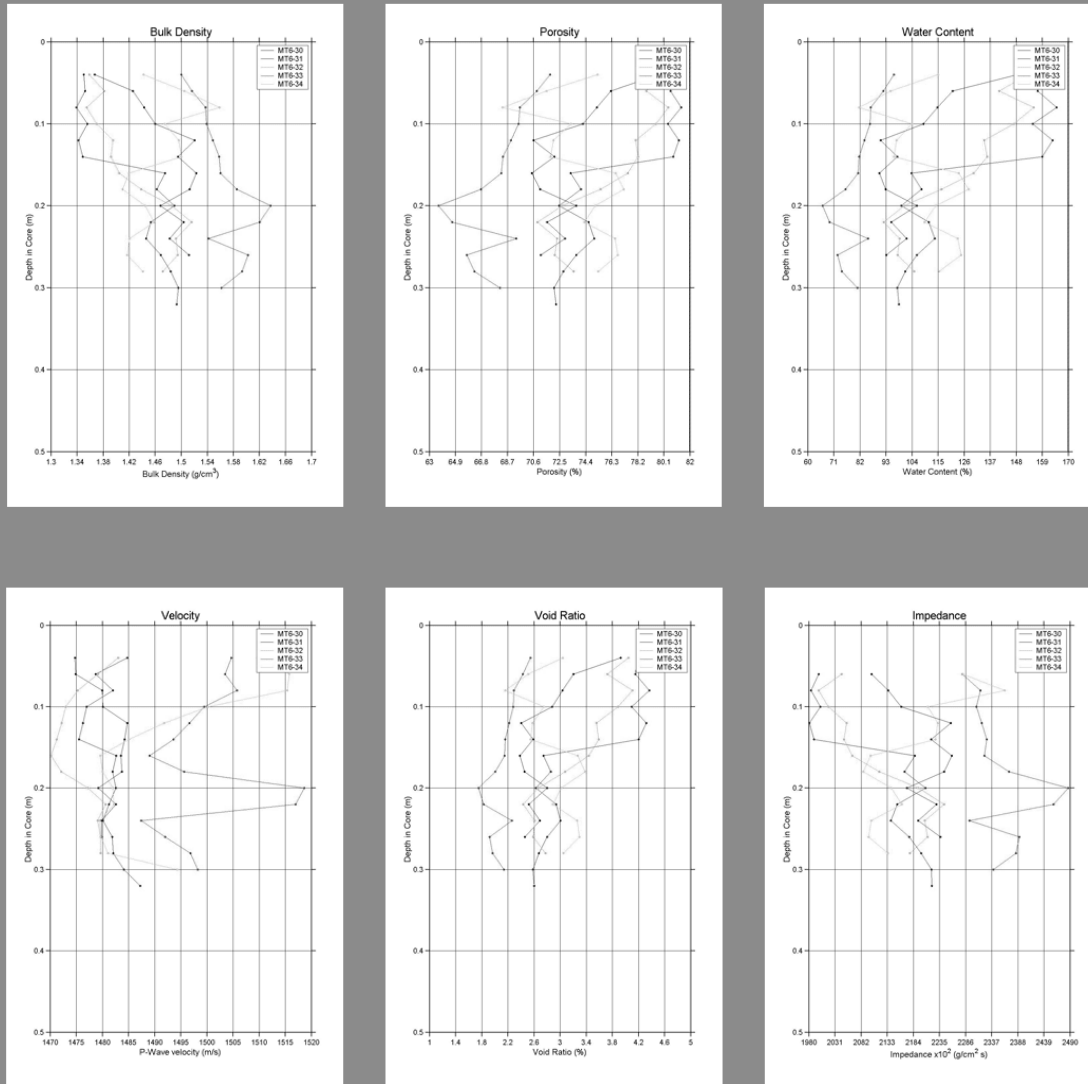 Bulk Density
MT6-30
MT6-31
MT6-32
MT6-33
MT6-34
0
0.1
0.2
0.3
0.4
0.5
Depth in Core (m)
1.3 1.34 1.38 1.42 1.46 1.5 1.54 1.58 1.62 1.66 1.7
Bulk Density (g/cm³)
Porosity
MT6-30
MT6-31
MT6-32
MT6-33
MT6-34
0
0.1
0.2
0.3
0.4
0.5
Depth in Core (m)
63 64.9 66.8 68.7 70.6 72.5 74.4 76.3 78.2 80.1 82
Porosity (%)
Water Content
MT6-30
MT6-31
MT6-32
MT6-33
MT6-34
0
0.1
0.2
0.3
0.4
0.5
Depth in Core (m)
60 71 82 93 104 115 126 137 148 159 170
Water Content (%)
Velocity
MT6-30
MT6-31
MT6-32
MT6-33
MT6-34
0
0.1
0.2
0.3
0.4
0.5
Depth in Core (m)
1470 1475 1480 1485 1490 1495 1500 1505 1510 1515 1520
P-Wave velocity (m/s)
Void Ratio
MT6-30
MT6-31
MT6-32
MT6-33
MT6-34
0
0.1
0.2
0.3
0.4
0.5
Depth in Core (m)
1 1.4 1.8 2.2 2.6 3 3.4 3.8 4.2 4.6 5
Void Ratio (%)
Impedance
MT6-30
MT6-31
MT6-32
MT6-33
MT6-34
0
0.1
0.2
0.3
0.4
0.5
Depth in Core (m)
1980 2031 2082 2133 2184 2235 2286 2337 2388 2439 2490
Impedance x10² (g/cm² s)